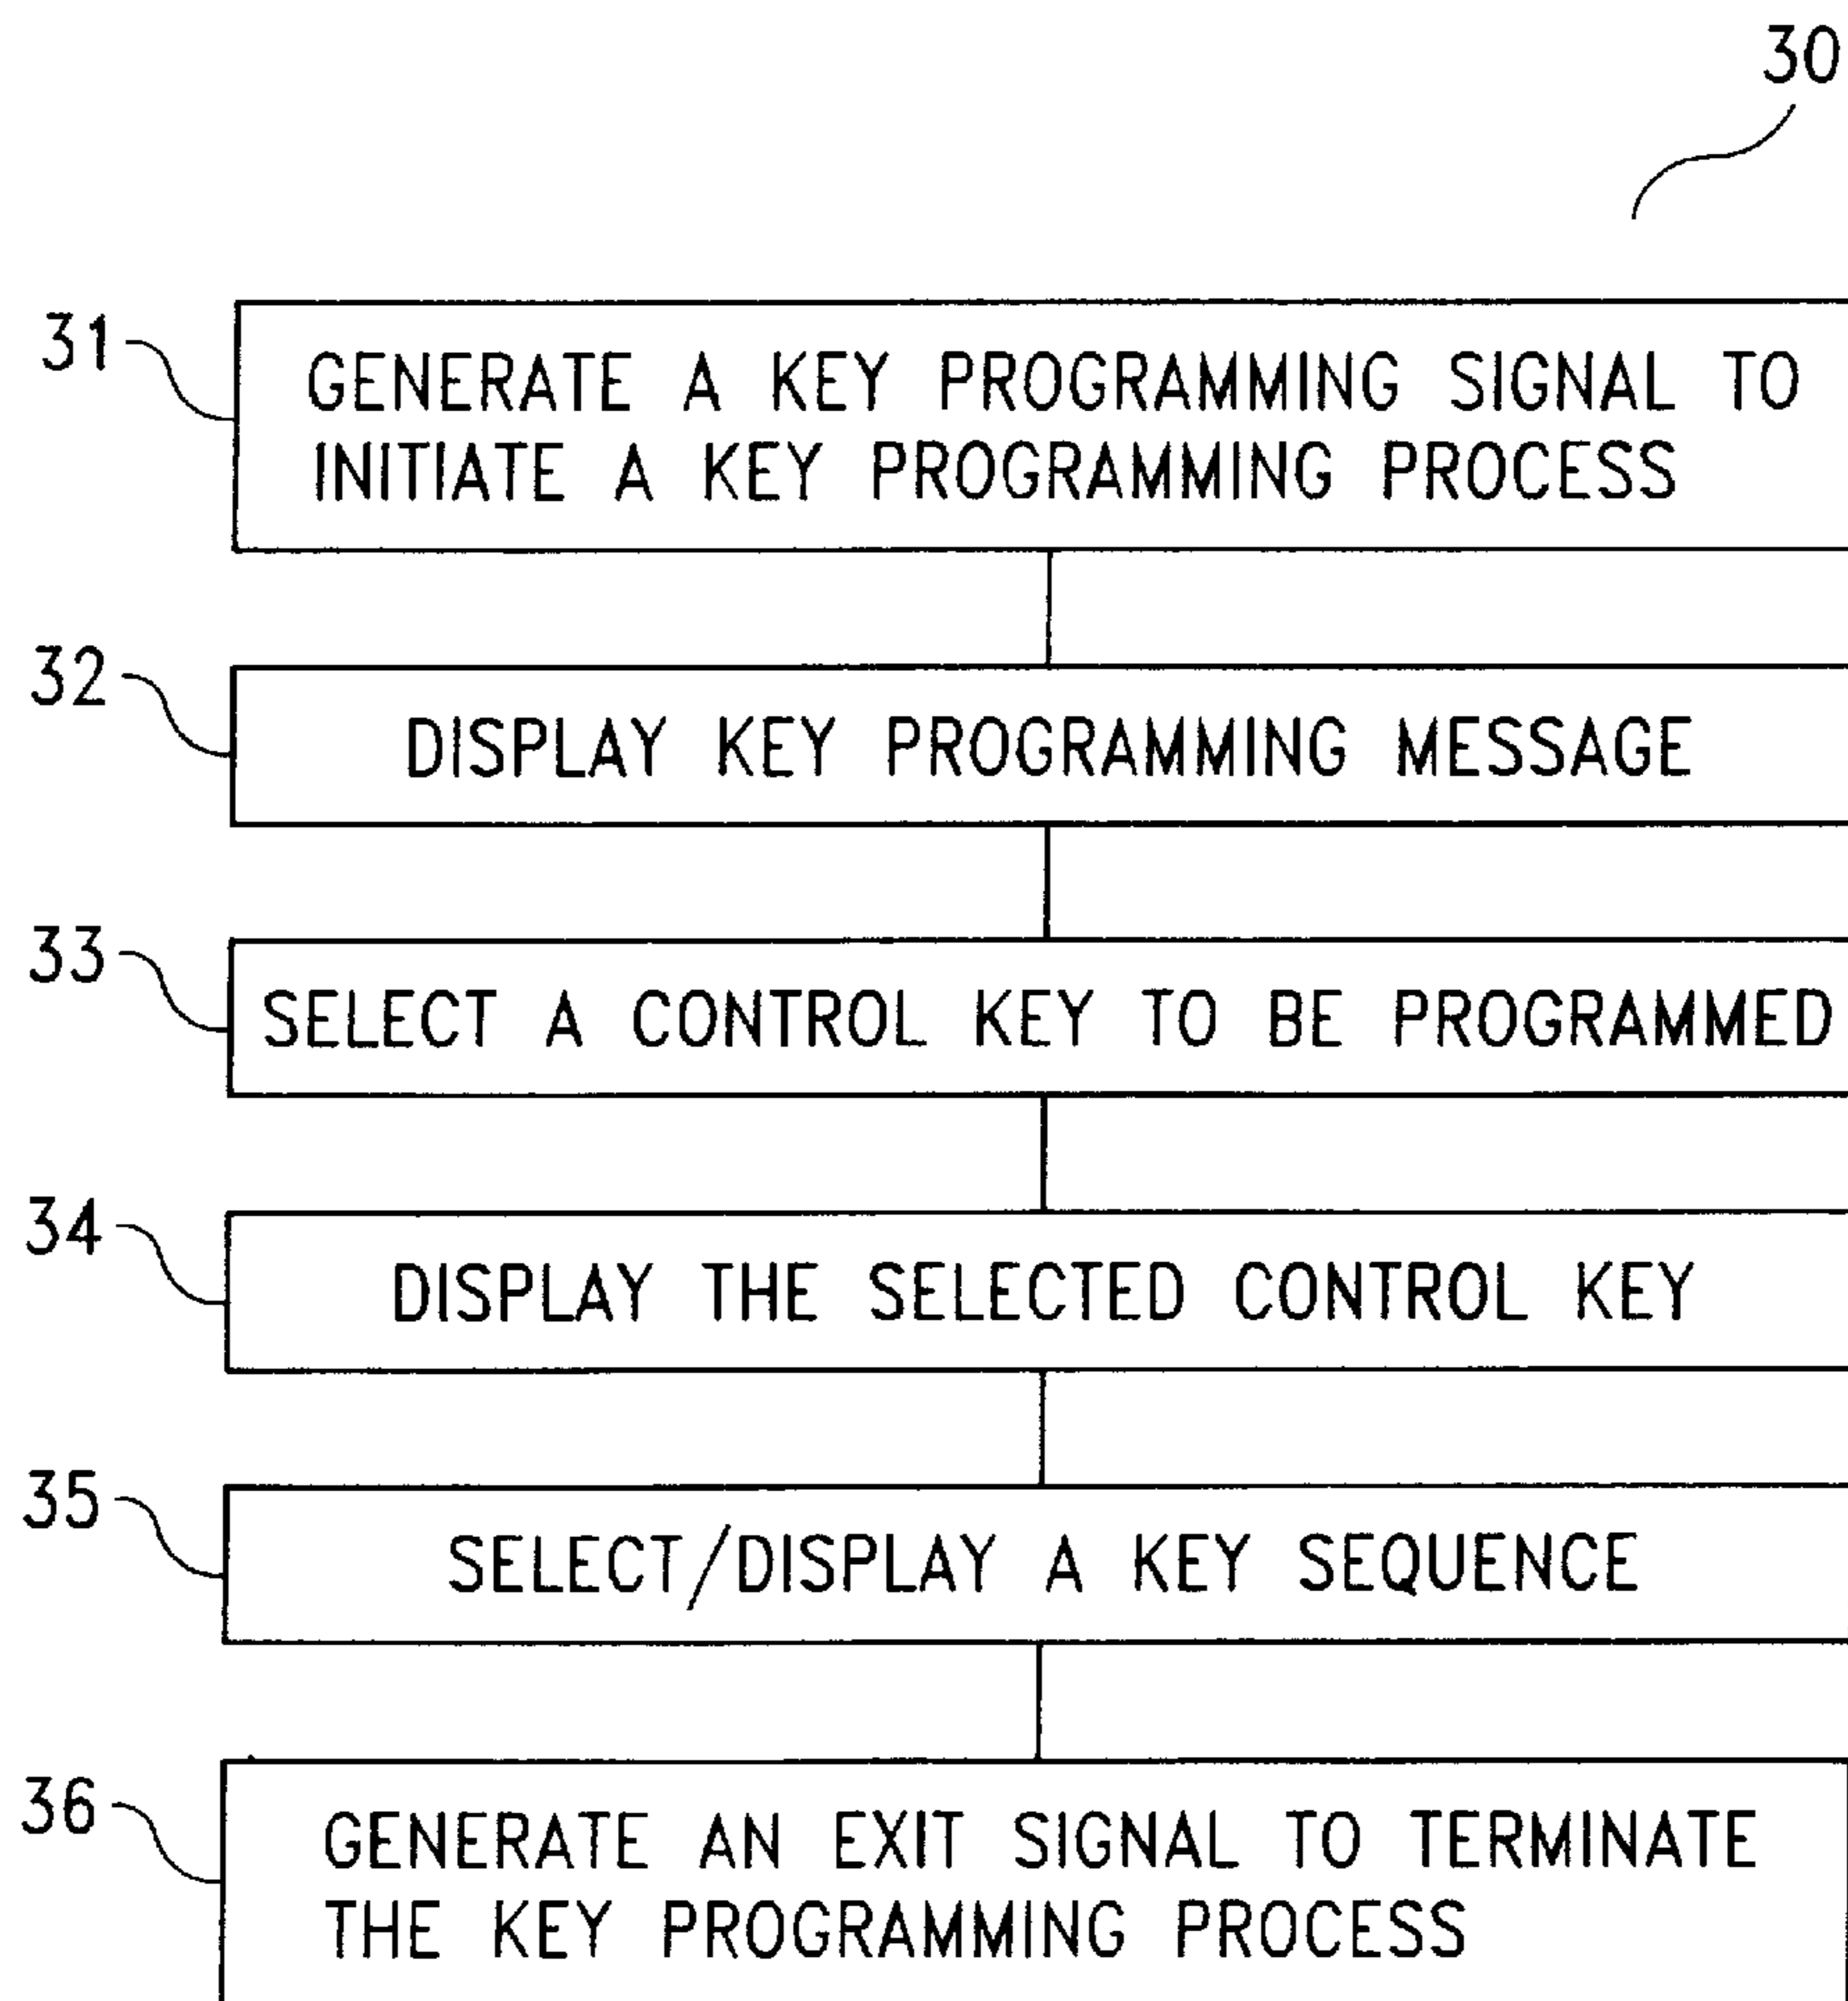 30
31
GENERATE A KEY PROGRAMMING SIGNAL TO
INITIATE A KEY PROGRAMMING PROCESS
32
DISPLAY KEY PROGRAMMING MESSAGE
33
SELECT A CONTROL KEY TO BE PROGRAMMED
34
DISPLAY THE SELECTED CONTROL KEY
35
SELECT/DISPLAY A KEY SEQUENCE
36
GENERATE AN EXIT SIGNAL TO TERMINATE
THE KEY PROGRAMMING PROCESS